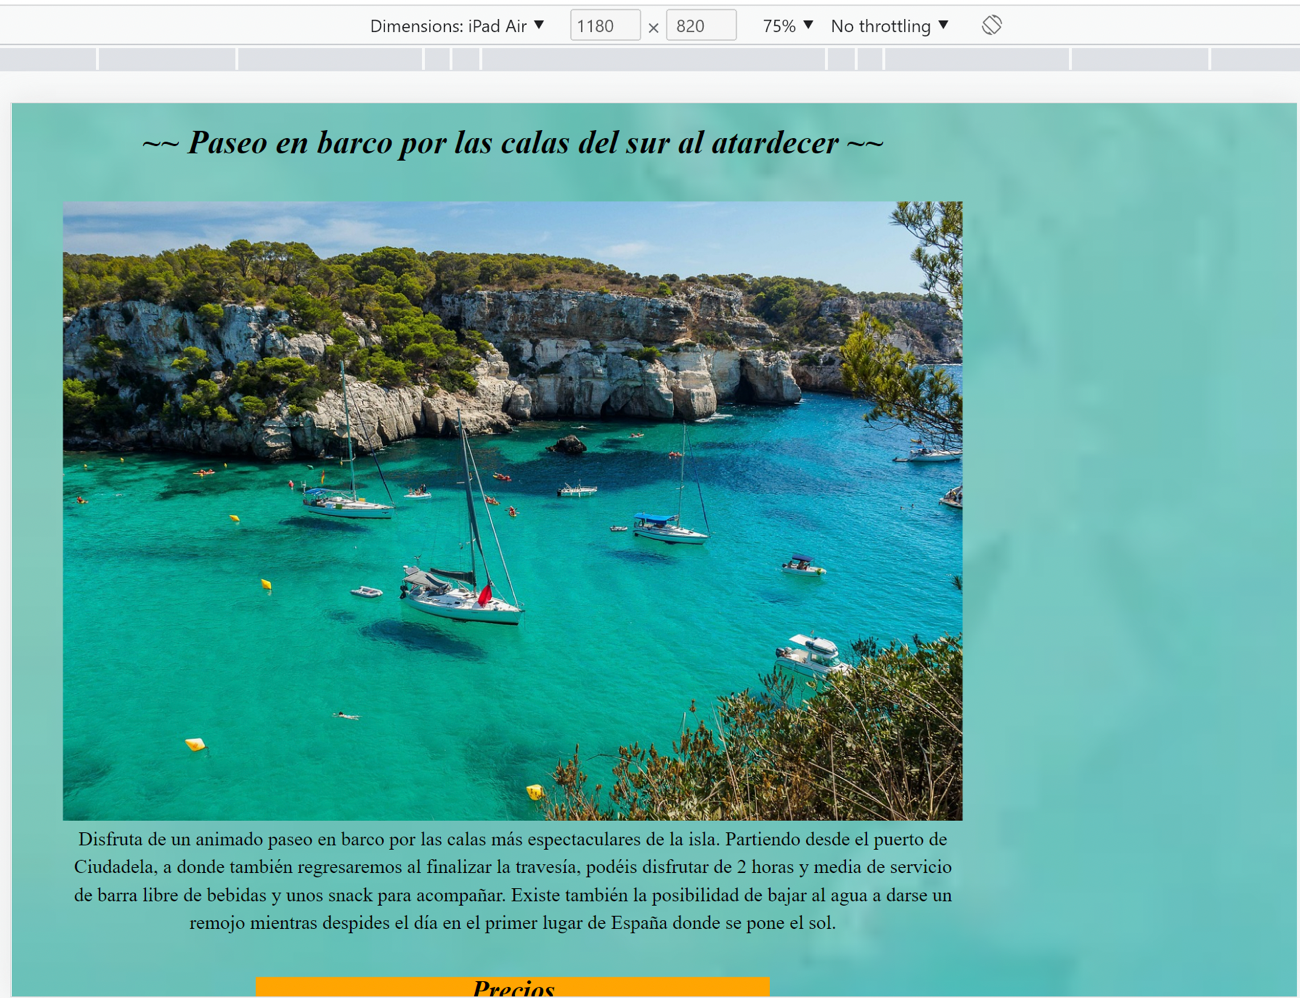 Dimensions: iPad Air ▼ 1180 × 820 75% ▼ No throttling ▼
~~ Paseo en barco por las calas del sur al atardecer ~~
Disfruta de un animado paseo en barco por las calas más espectaculares de la isla. Partiendo desde el puerto de
Ciudadela, a donde también regresaremos al finalizar la travesía, podéis disfrutar de 2 horas y media de servicio
de barra libre de bebidas y unos snack para acompañar. Existe también la posibilidad de bajar al agua a darse un
remojo mientras despides el día en el primer lugar de España donde se pone el sol.
Precios